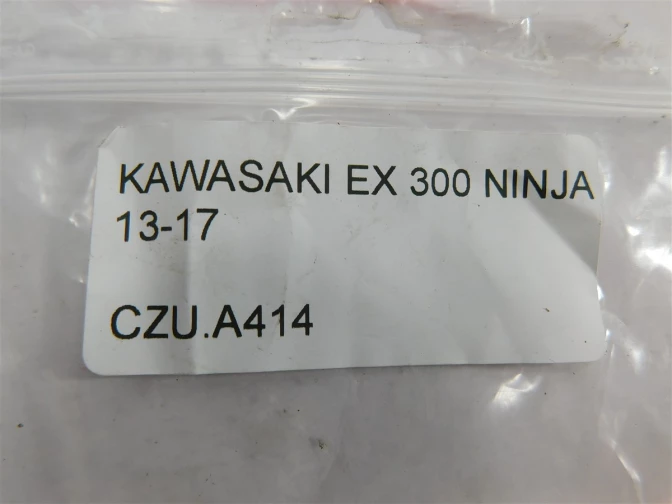 KAWASAKI EX 300 NINJA
13-17
CZU.A414